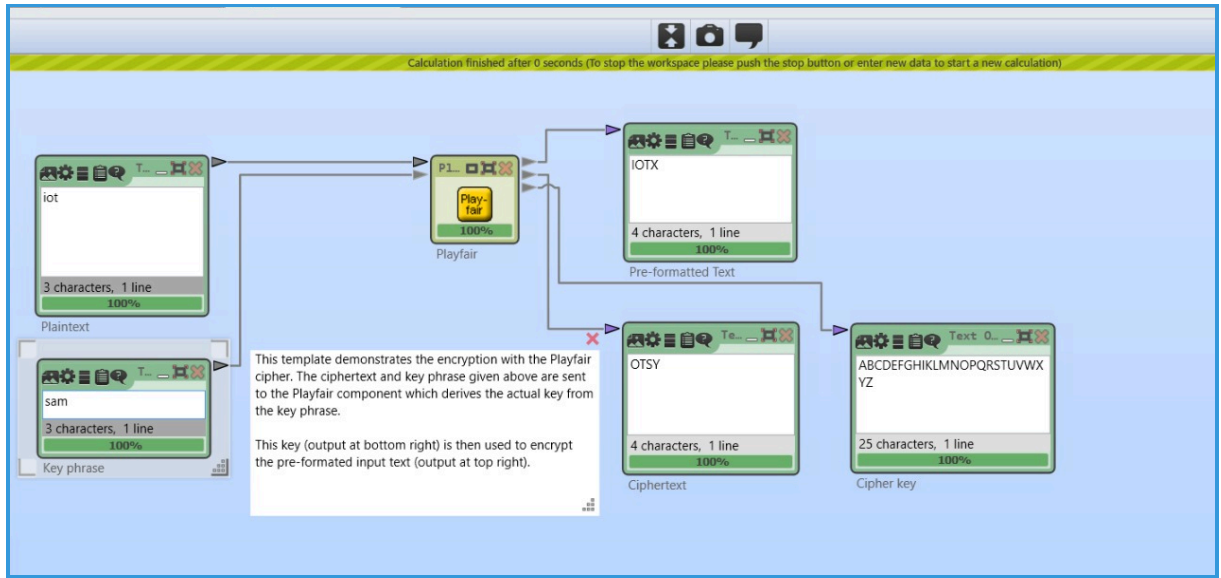 Calculation finished after 0 seconds (To stop the workspace please push the stop button or enter new data to start a new calculation)
T...
iot
3 characters, 1 line
100%
Plaintext
T...
sam
3 characters, 1 line
100%
Key phrase
Pl...
Play-
fair
100%
Playfair
This template demonstrates the encryption with the Playfair
cipher. The ciphertext and key phrase given above are sent
to the Playfair component which derives the actual key from
the key phrase.
This key (output at bottom right) is then used to encrypt
the pre-formated input text (output at top right).
T...
IOTX
4 characters, 1 line
100%
Pre-formatted Text
Te...
OTSY
4 characters, 1 line
100%
Ciphertext
Text O...
ABCDEFGHIKLMNOPQRSTUVWX
YZ
25 characters, 1 line
100%
Cipher key